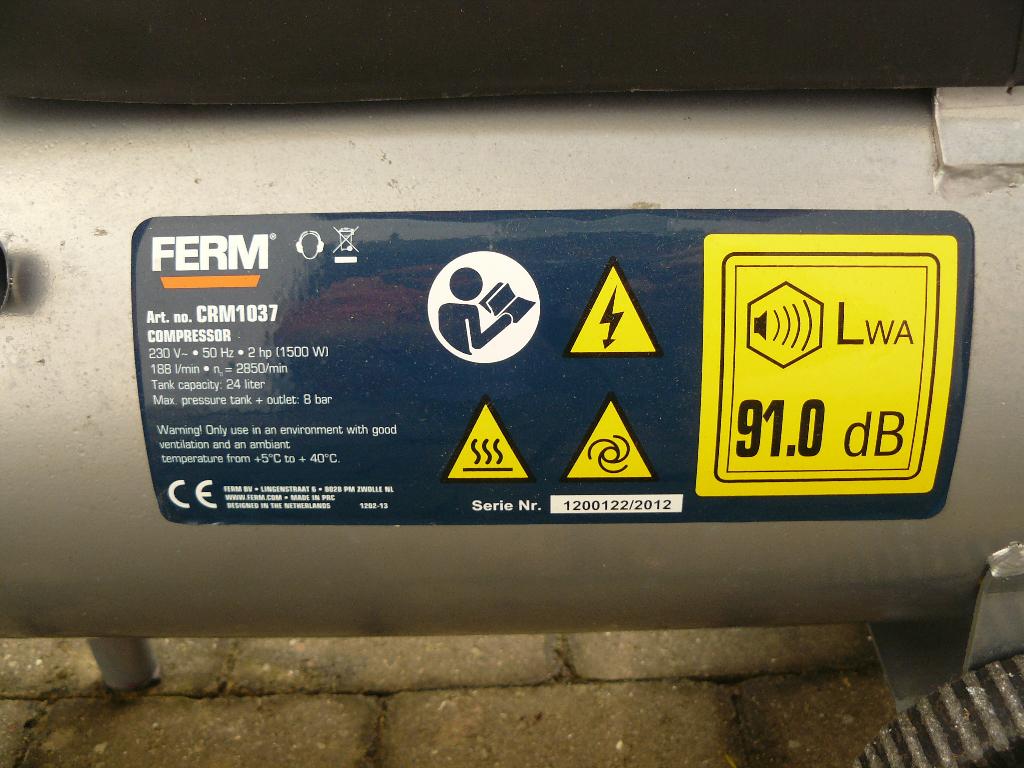 FERM®
Art. no. CRM1037
COMPRESSOR
230 V~ • 50 Hz • 2 hp (1500 W)
188 l/min • n₀ = 2850/min
Tank capacity: 24 liter
Max. pressure tank + outlet: 8 bar
Warning! Only use in an environment with good
ventilation and an ambiant
temperature from +5°C to + 40°C.
CE
FERM BV • LINGENSTRAAT 6 • 8028 PM ZWOLLE NL
WWW.FERM.COM • MADE IN PRC
DESIGNED IN THE NETHERLANDS 1202-13
Serie Nr. 1200122/2012
LWA
91.0 dB